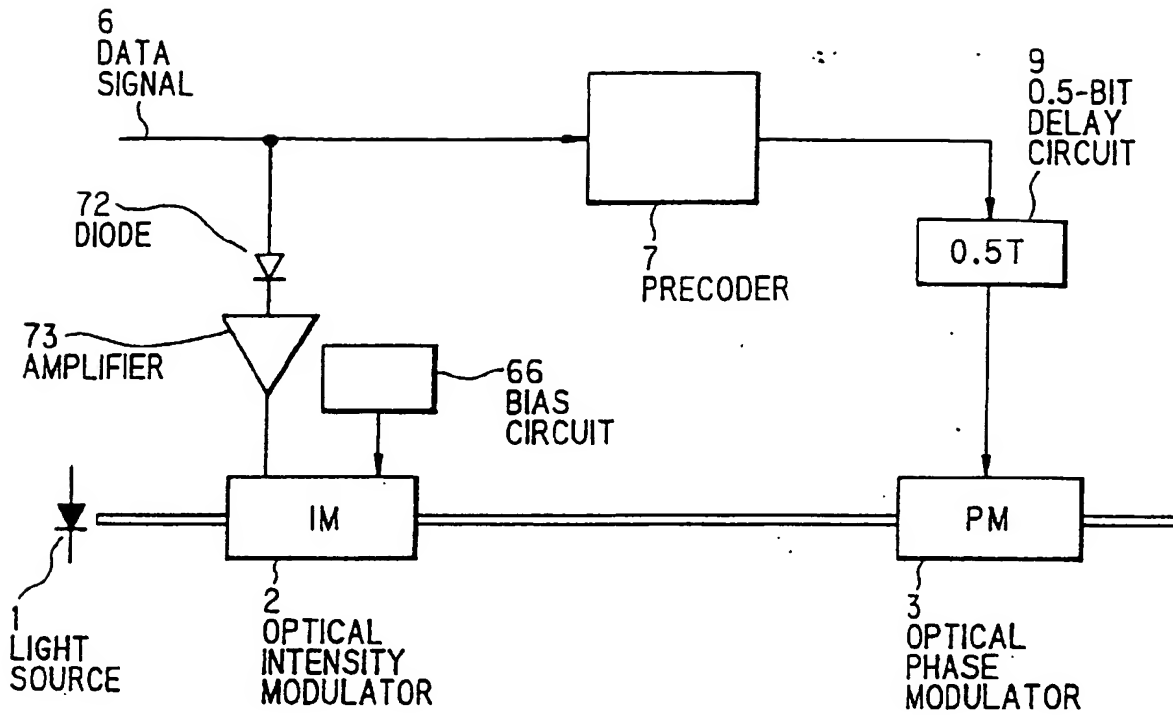 6
DATA
SIGNAL
9
0.5-BIT
DELAY
CIRCUIT
72
DIODE
7
PRECODER
0.5T
73
AMPLIFIER
66
BIAS
CIRCUIT
IM
PM
1
LIGHT
SOURCE
2
OPTICAL
INTENSITY
MODULATOR
3
OPTICAL
PHASE
MODULATOR